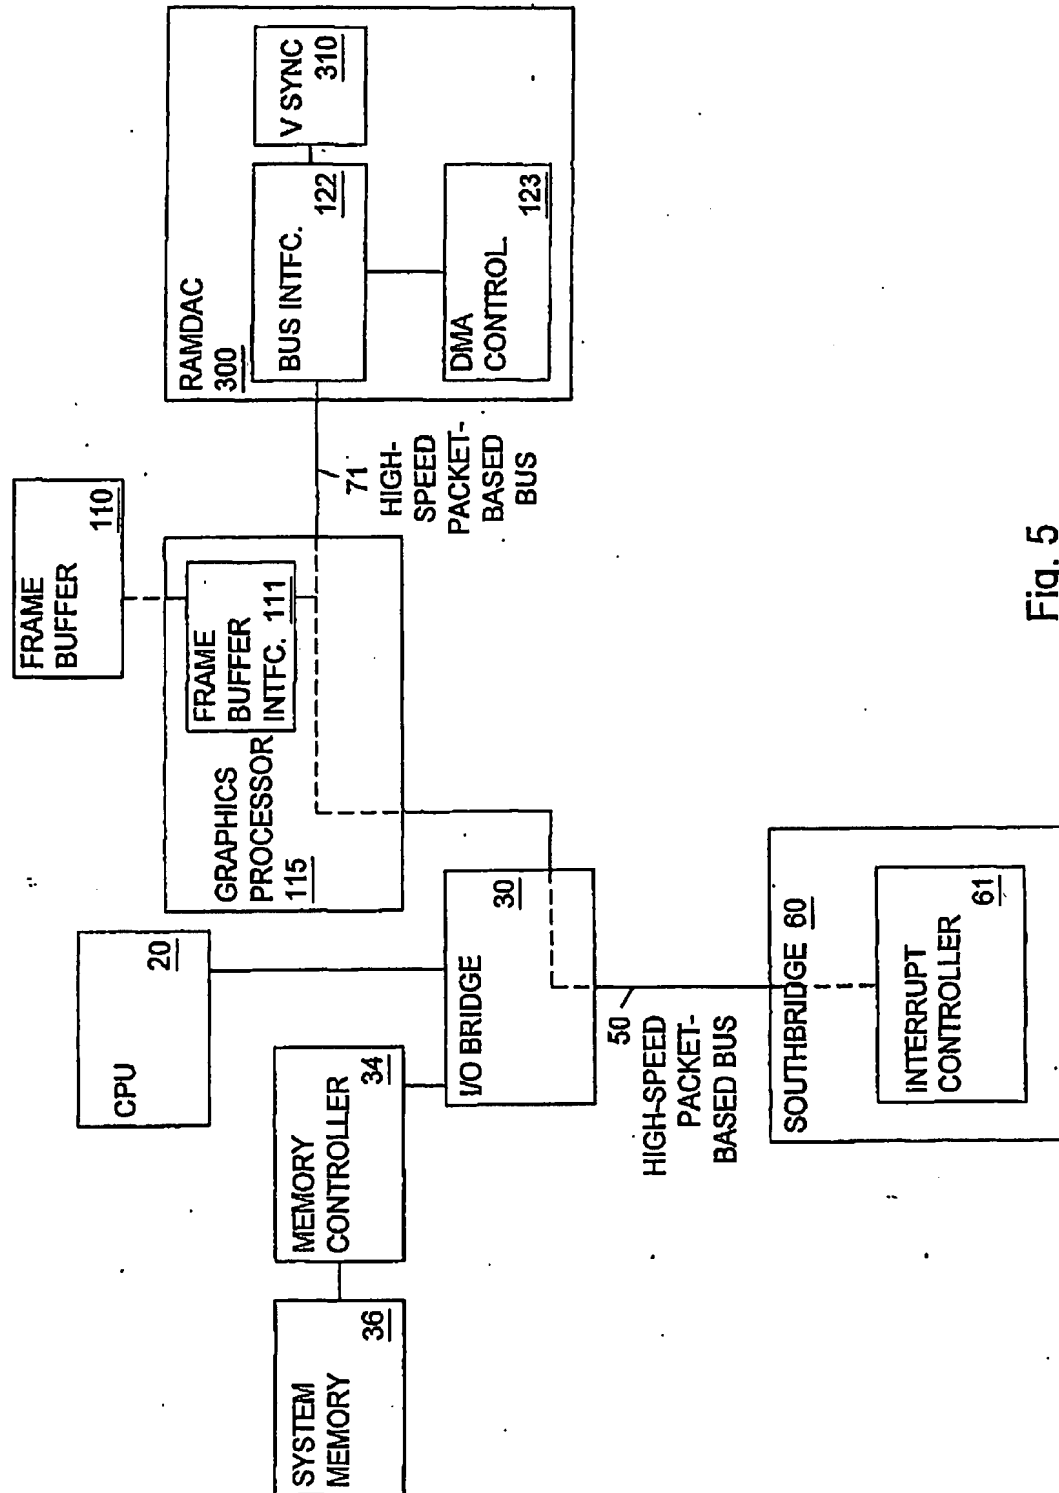 FRAME
BUFFER
110
CPU
20
GRAPHICS
PROCESSOR
115
FRAME
BUFFER
INTFC. 111
RAMDAC
300
BUS INTFC.
122
V SYNC
310
DMA
CONTROL.
123
71
HIGH-
SPEED
PACKET-
BASED
BUS
SYSTEM
MEMORY
36
MEMORY
CONTROLLER
34
I/O BRIDGE
30
50
HIGH-SPEED
PACKET-
BASED BUS
SOUTHBRIDGE 60
INTERRUPT
CONTROLLER
61
Fig. 5